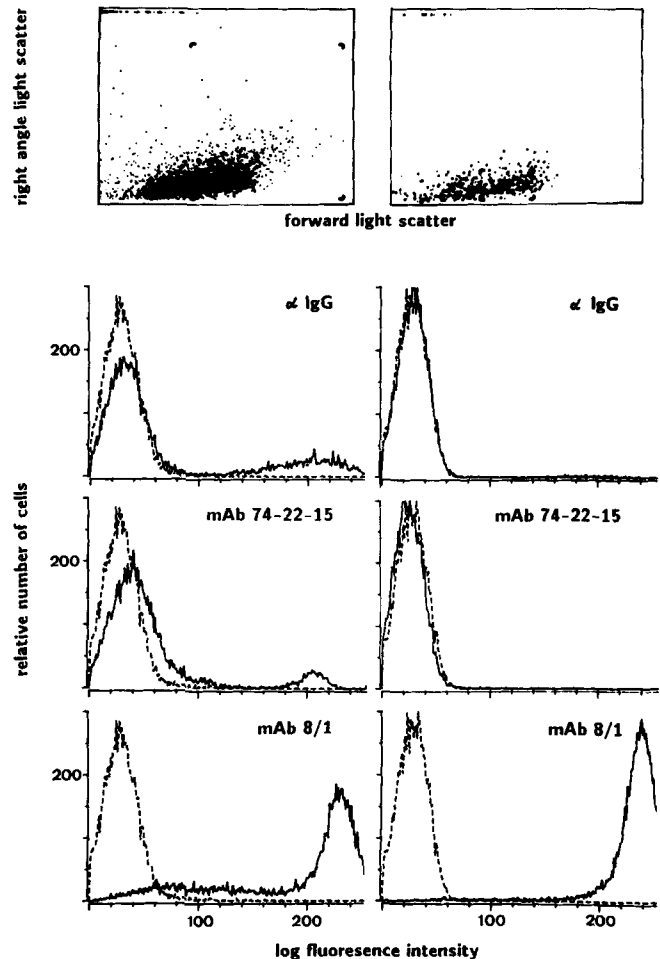 right angle light scatter
forward light scatter
α IgG
α IgG
200
mAb 74-22-15
mAb 74-22-15
200
relative number of cells
mAb 8/1
mAb 8/1
200
100
200
100
200
log fluoresence intensity